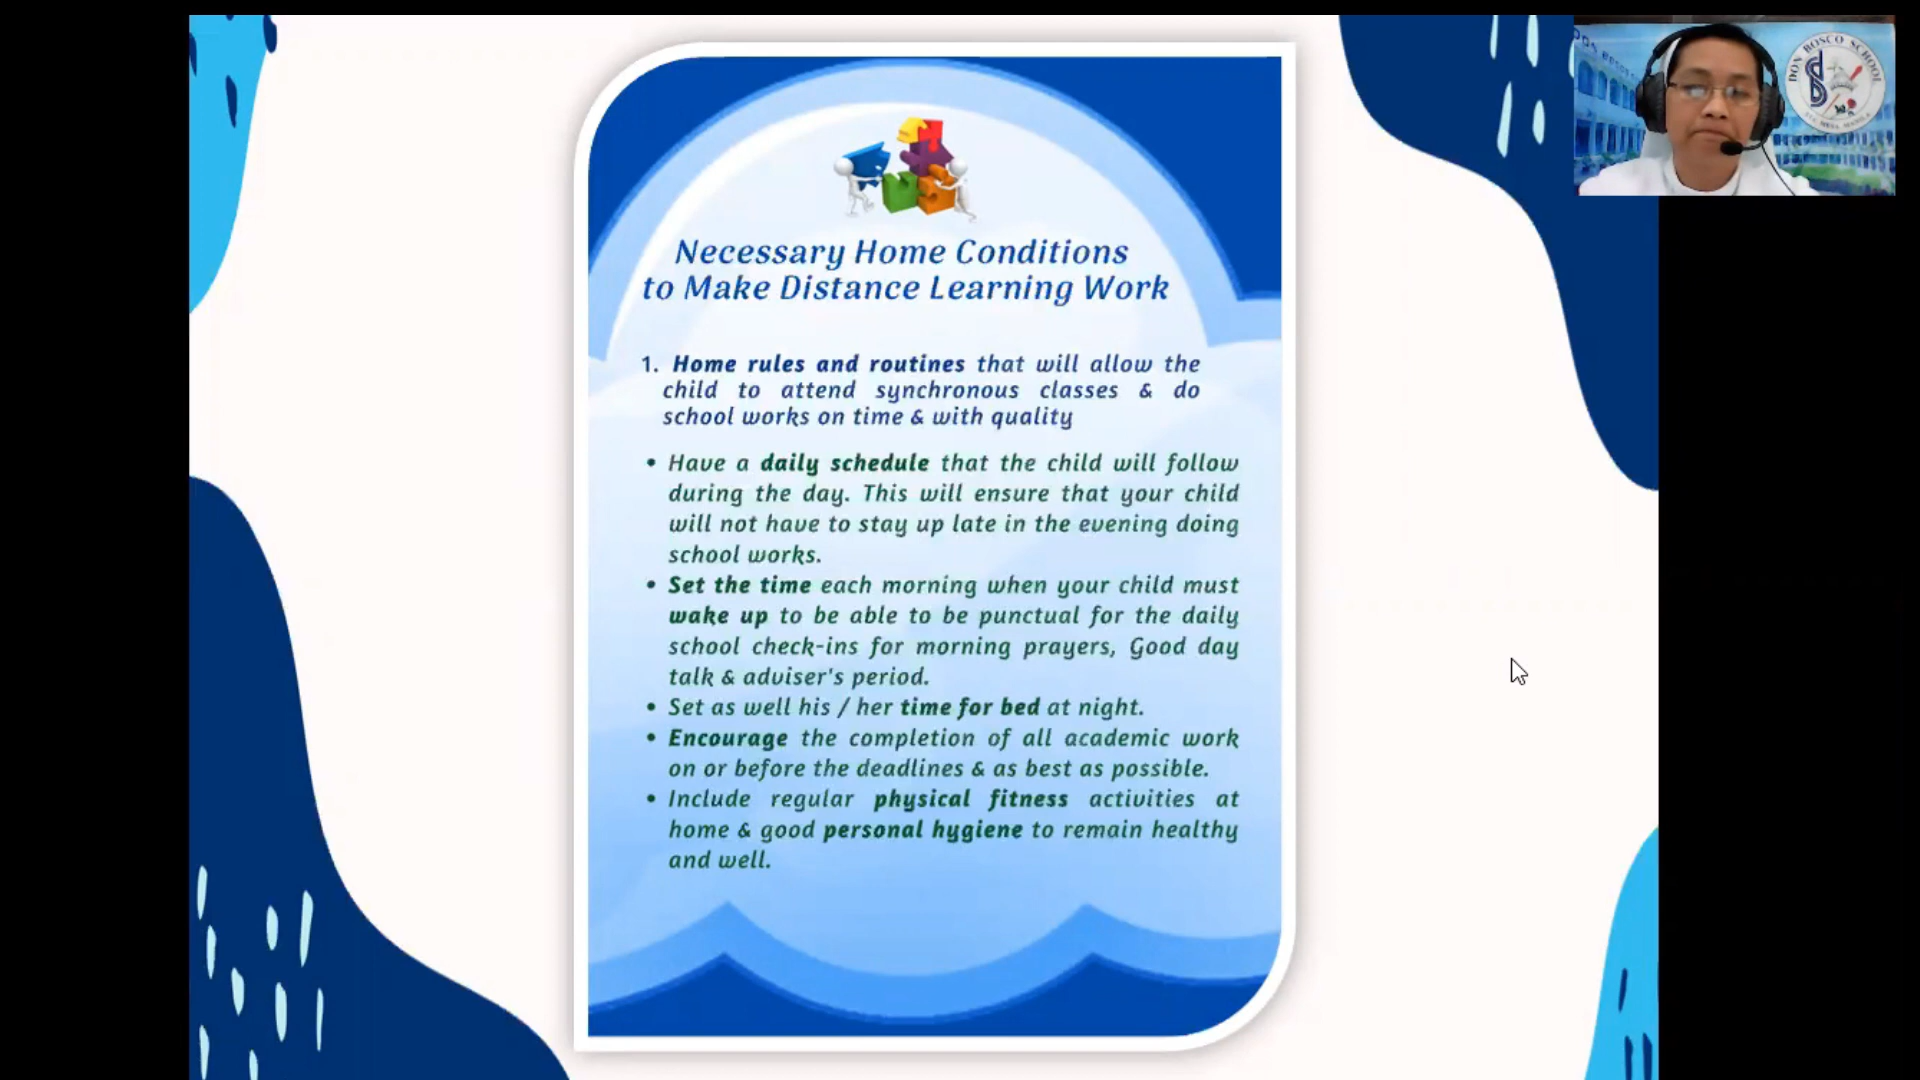 Necessary Home Conditions
to Make Distance Learning Work
1. Home rules and routines that will allow the
child to attend synchronous classes & do
school works on time & with quality
• Have a daily schedule that the child will follow
during the day. This will ensure that your child
will not have to stay up late in the evening doing
school works.
• Set the time each morning when your child must
wake up to be able to be punctual for the daily
school check-ins for morning prayers, Good day
talk & adviser's period.
• Set as well his / her time for bed at night.
• Encourage the completion of all academic work
on or before the deadlines & as best as possible.
• Include regular physical fitness activities at
home & good personal hygiene to remain healthy
and well.
DON BOSCO SCHOOL